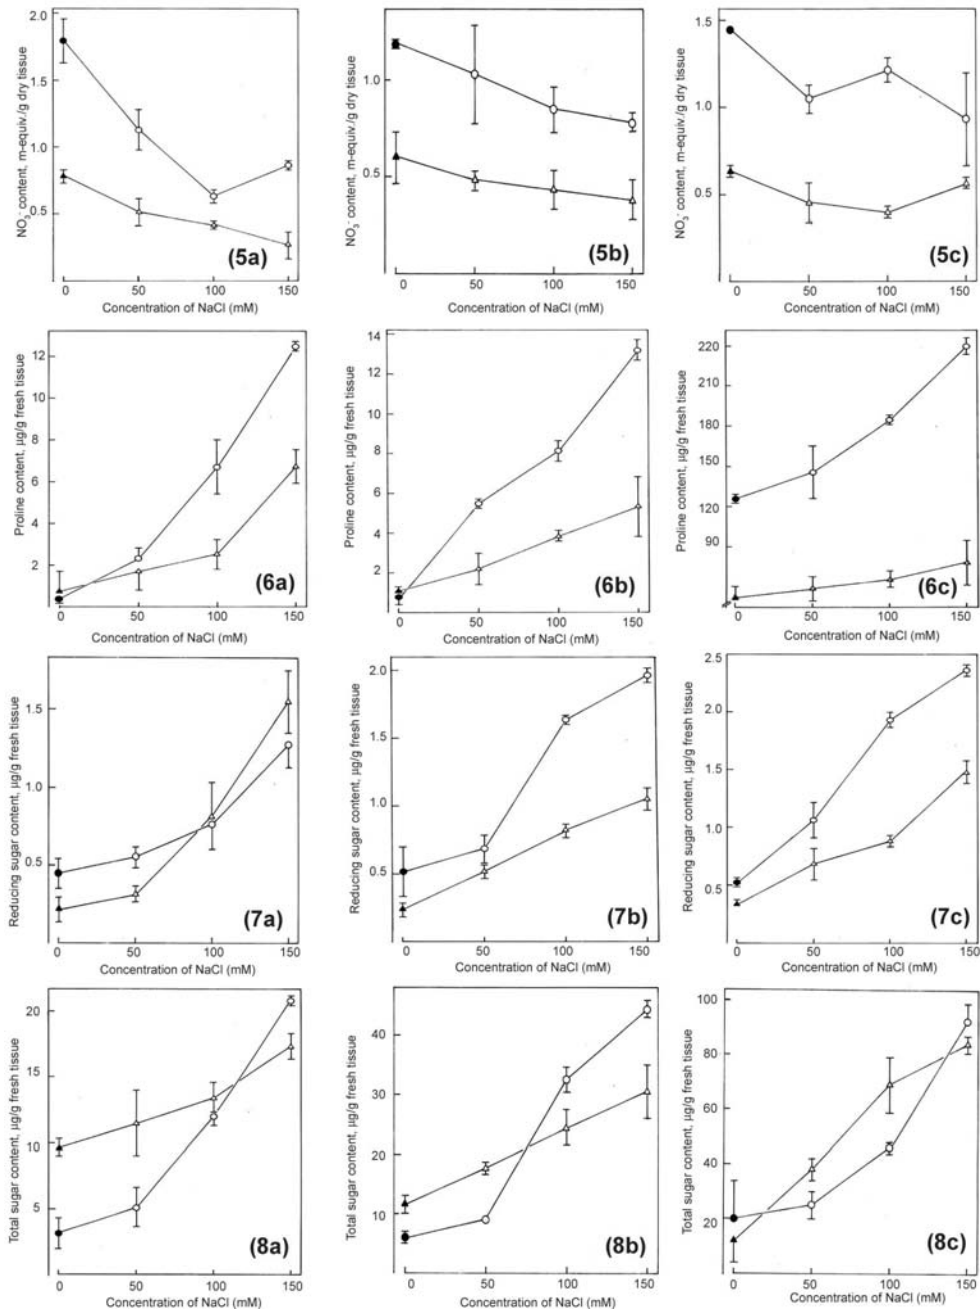 2.0
1.5
1.0
0.5
0
50
100
150
NO₃⁻ content, m-equiv./g dry tissue
Concentration of NaCl (mM)
(5a)
1.0
0.5
0
50
100
150
NO₃⁻ content, m-equiv./g dry tissue
Concentration of NaCl (mM)
(5b)
1.5
1.0
0.5
0
50
100
150
NO₃⁻ content, m-equiv./g dry tissue
Concentration of NaCl (mM)
(5c)
12
10
8
6
4
2
0
50
100
150
Proline content, µg/g fresh tissue
Concentration of NaCl (mM)
(6a)
14
12
10
8
6
4
2
0
50
100
150
Proline content, µg/g fresh tissue
Concentration of NaCl (mM)
(6b)
220
210
180
150
120
90
0
50
100
150
Proline content, µg/g fresh tissue
Concentration of NaCl (mM)
(6c)
1.5
1.0
0.5
0
50
100
150
Reducing sugar content, µg/g fresh tissue
Concentration of NaCl (mM)
(7a)
2.0
1.5
1.0
0.5
0
50
100
150
Reducing sugar content, µg/g fresh tissue
Concentration of NaCl (mM)
(7b)
2.5
2.0
1.5
1.0
0.5
0
50
100
150
Reducing sugar content, µg/g fresh tissue
Concentration of NaCl (mM)
(7c)
20
15
10
5
0
50
100
150
Total sugar content, µg/g fresh tissue
Concentration of NaCl (mM)
(8a)
40
30
20
10
0
50
100
150
Total sugar content, µg/g fresh tissue
Concentration of NaCl (mM)
(8b)
100
80
60
40
20
0
50
100
150
Total sugar content, µg/g fresh tissue
Concentration of NaCl (mM)
(8c)